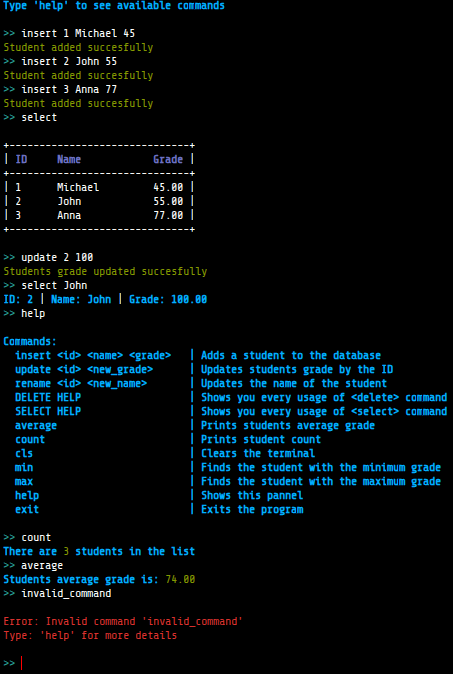 Type 'help' to see available commands
>> insert 1 Michael 45
Student added succesfully
>> insert 2 John 55
Student added succesfully
>> insert 3 Anna 77
Student added succesfully
>> select
+------------------------------+
| ID     Name            Grade |
+------------------------------+
| 1      Michael         45.00 |
| 2      John            55.00 |
| 3      Anna            77.00 |
+------------------------------+
>> update 2 100
Students grade updated succesfully
>> select John
ID: 2 | Name: John | Grade: 100.00
>> help
Commands:
insert <id> <name> <grade>   | Adds a student to the database
update <id> <new_grade>      | Updates students grade by the ID
rename <id> <new_name>       | Updates the name of the student
DELETE HELP                  | Shows you every usage of <delete> command
SELECT HELP                  | Shows you every usage of <select> command
average                      | Prints students average grade
count                        | Prints student count
cls                          | Clears the terminal
min                          | Finds the student with the minimum grade
max                          | Finds the student with the maximum grade
help                         | Shows this pannel
exit                         | Exits the program
>> count
There are 3 students in the list
>> average
Students average grade is: 74.00
>> invalid_command
Error: Invalid command 'invalid_command'
Type: 'help' for more details
>>